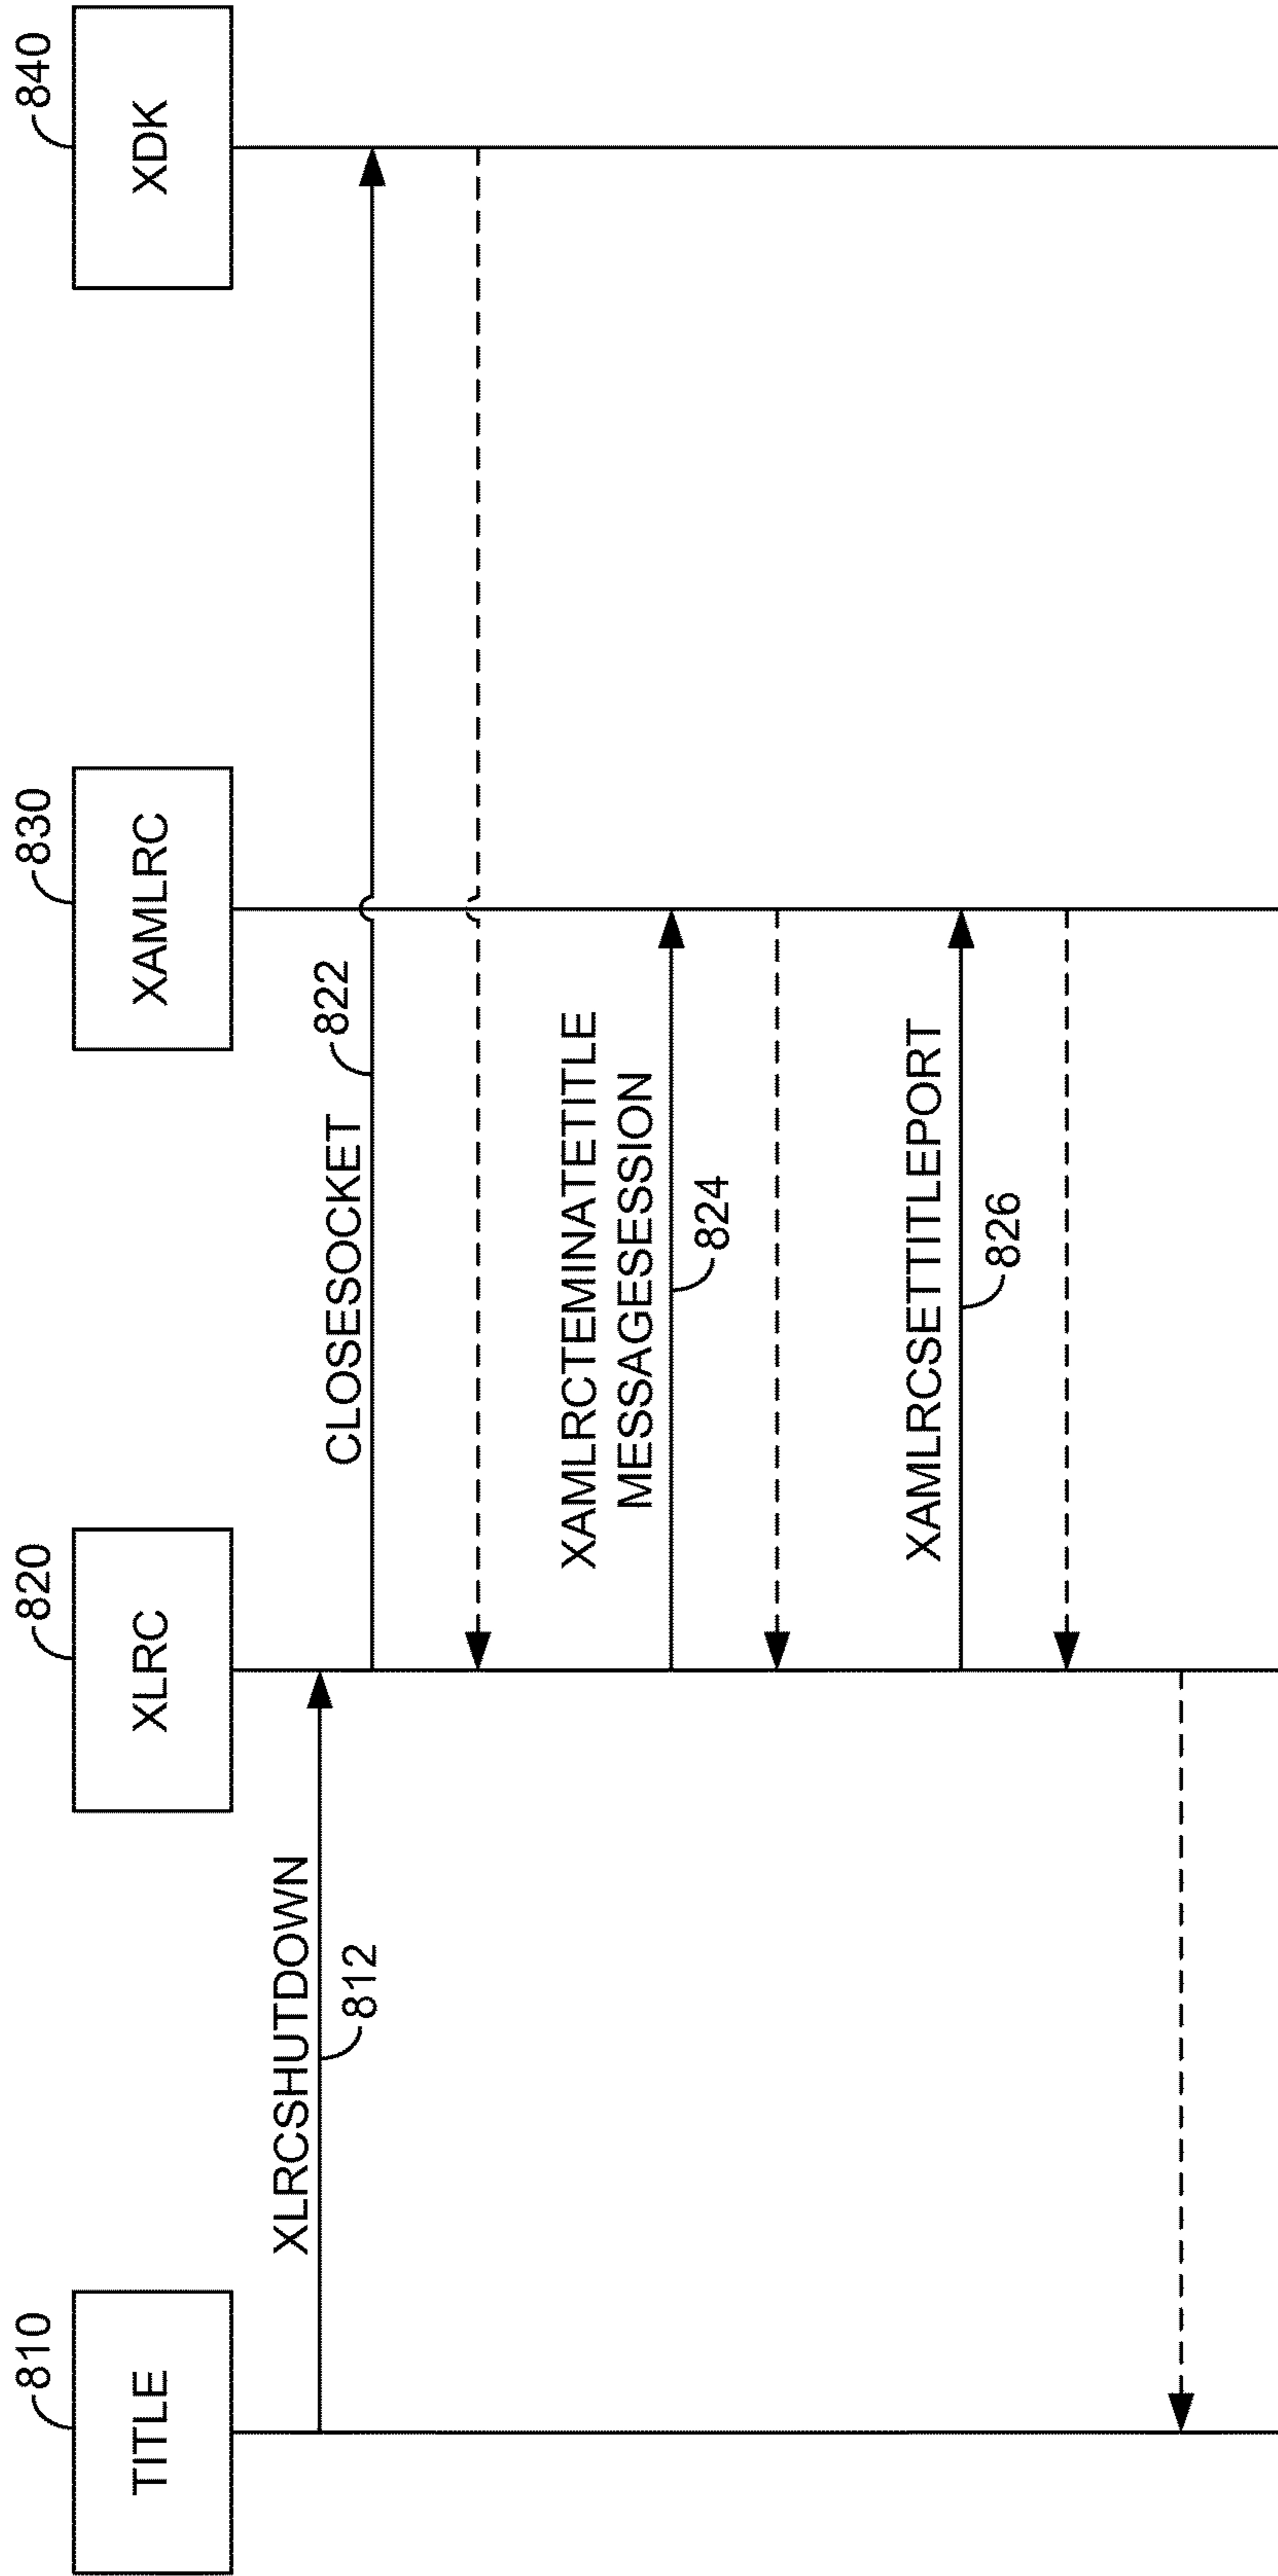 810
TITLE
820
XLRC
830
XAMLRC
840
XDK
XLRCSHUTDOWN
812
CLOSESOCKET
822
XAMLRCTEMINATETITLE
MESSAGESESSION
824
XAMLRCSETTITLEPORT
826